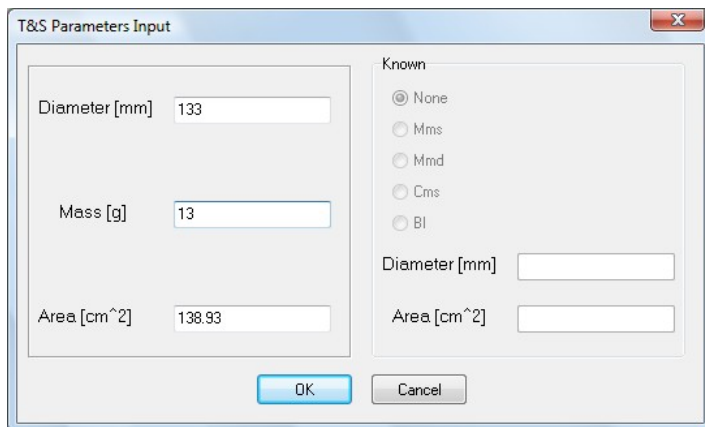 T&S Parameters Input
Diameter [mm] 133
Mass [g] 13
Area [cm^2] 138.93
Known
None
Mms
Mmd
Cms
Bl
Diameter [mm]
Area [cm^2]
OK Cancel